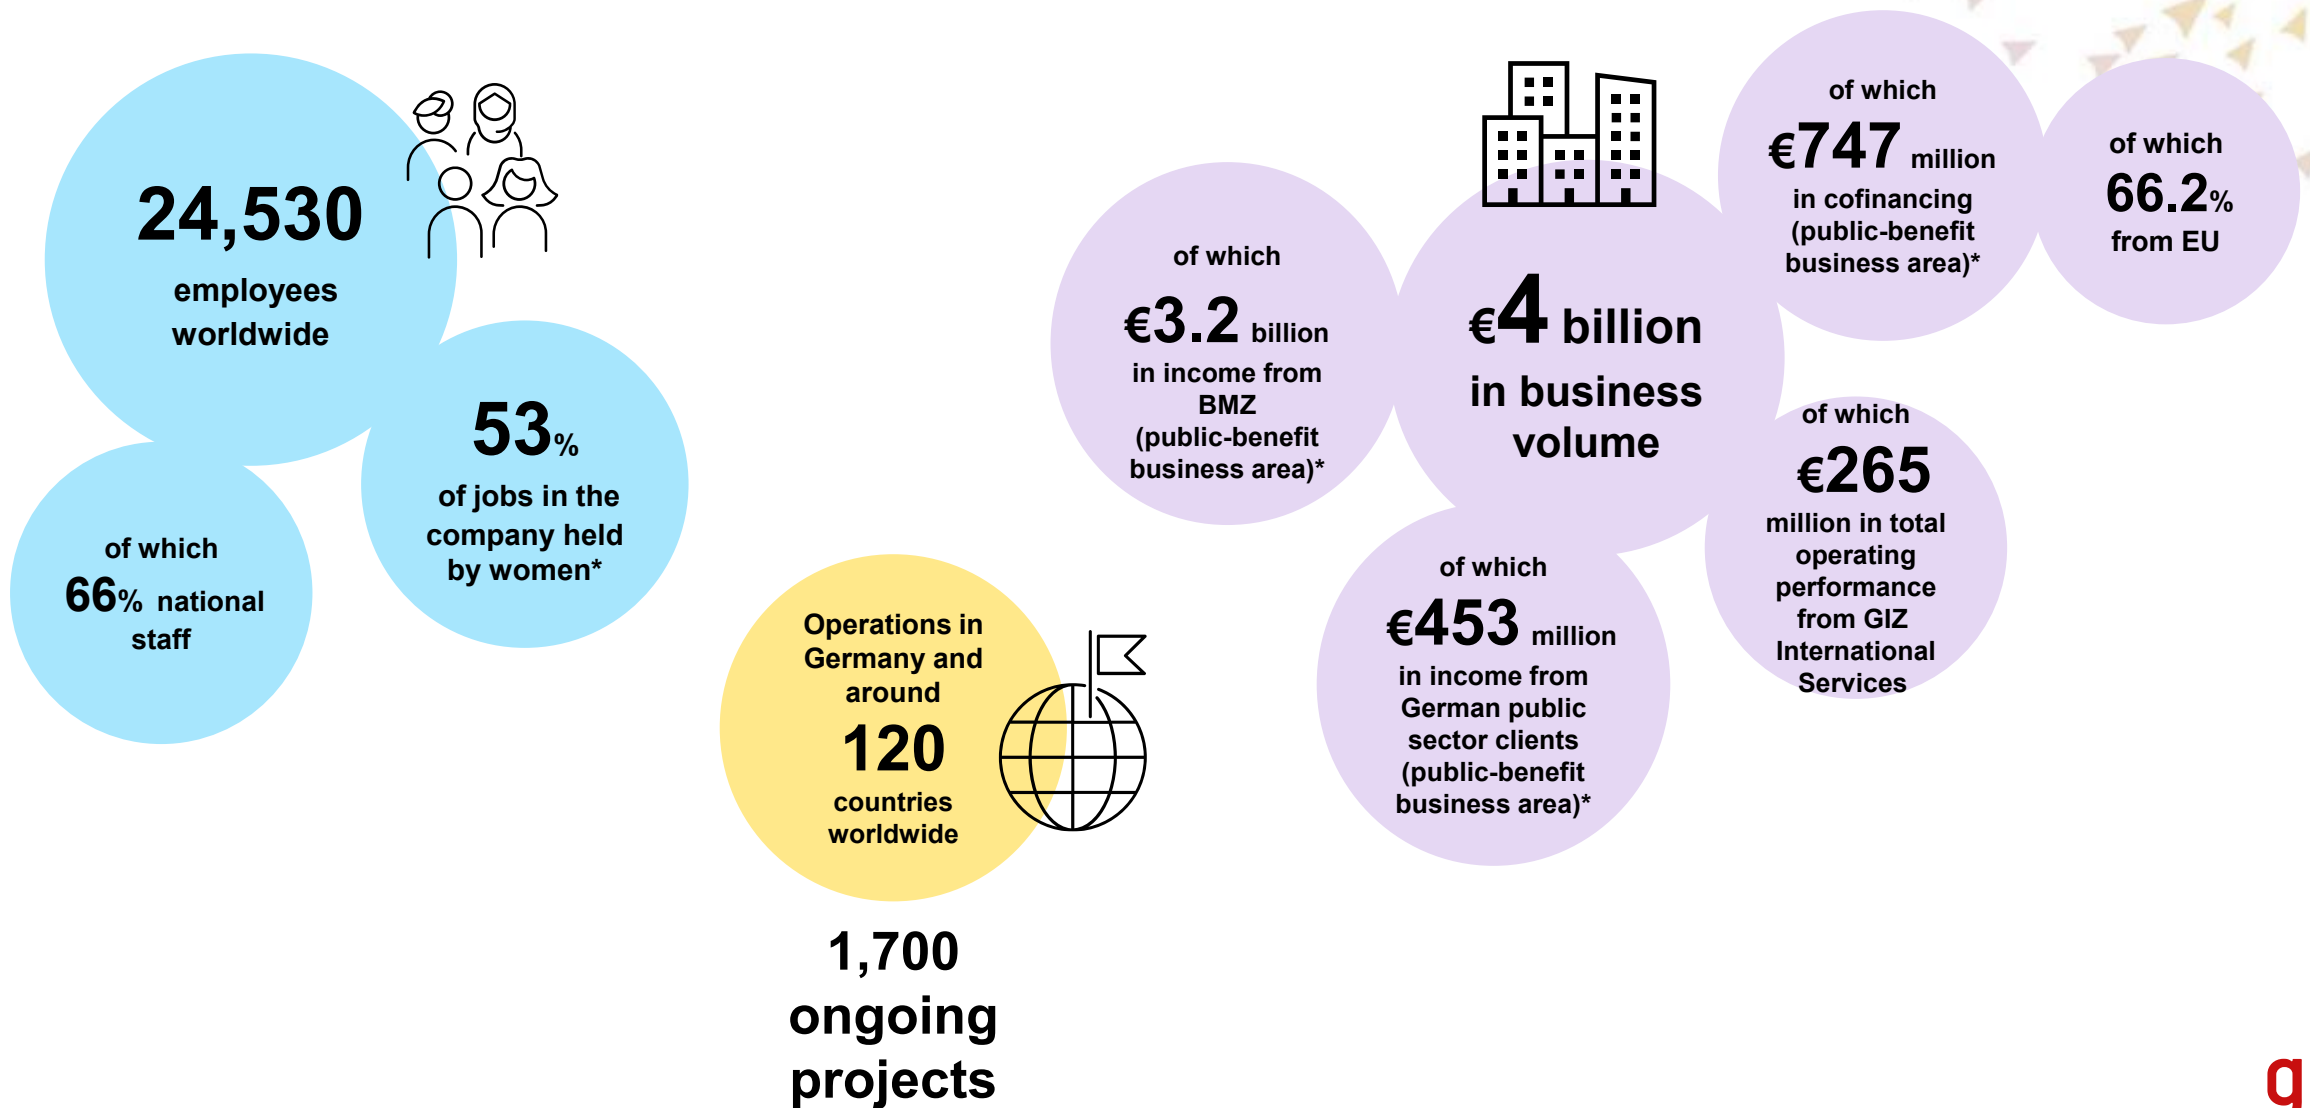 24,530
employees
worldwide
53%
of jobs in the
company held
by women*
of which
66% national
staff
Operations in
Germany and
around
120
countries
worldwide
1,700
ongoing
projects
of which
€3.2 billion
in income from
BMZ
(public-benefit
business area)*
€4 billion
in business
volume
of which
€747 million
in cofinancing
(public-benefit
business area)*
of which
66.2%
from EU
of which
€265
million in total
operating
performance
from GIZ
International
Services
of which
€453 million
in income from
German public
sector clients
(public-benefit
business area)*
g